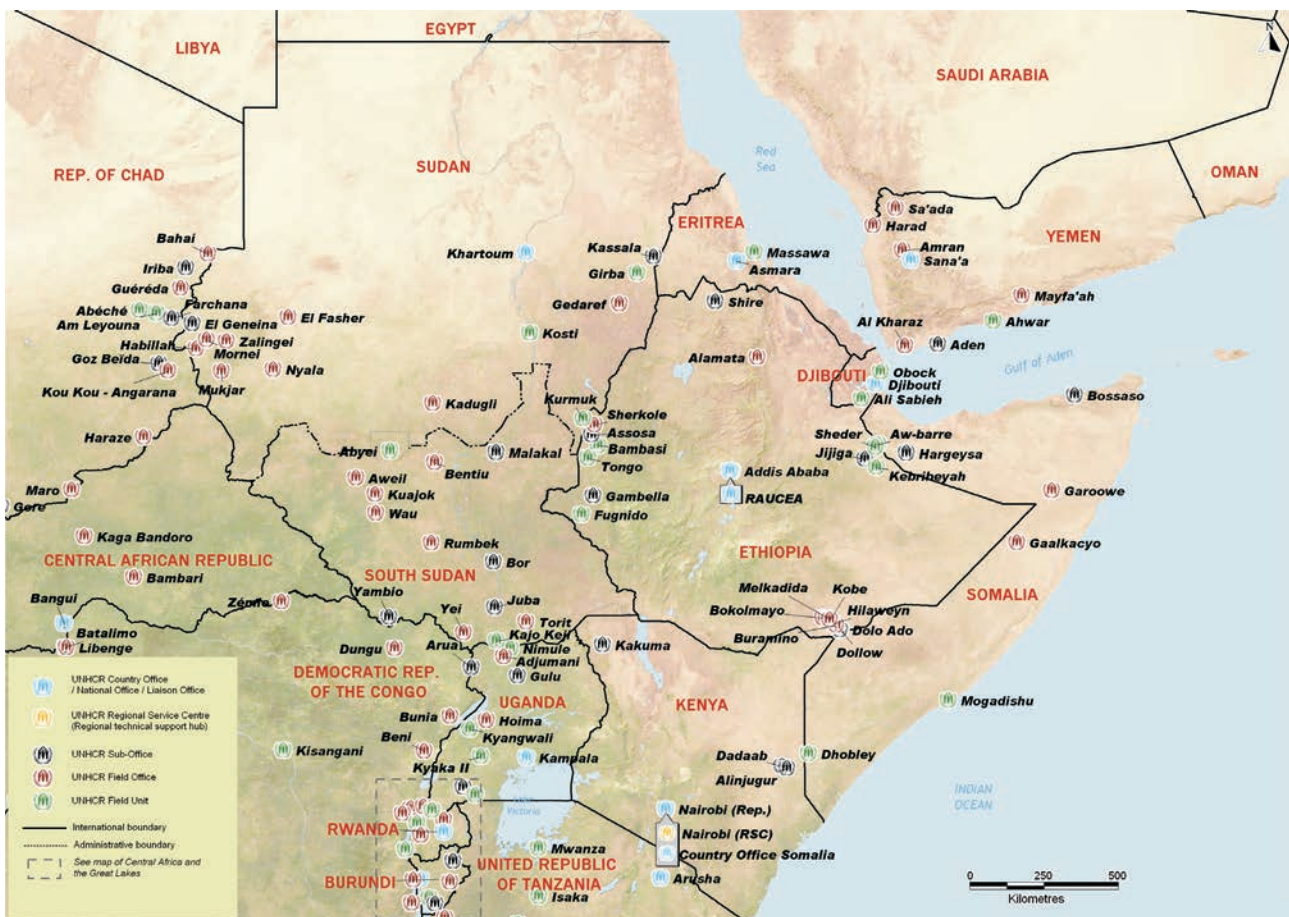 LIBYA
EGYPT
N
SAUDI ARABIA
Red
Sea
REP. OF CHAD
SUDAN
OMAN
ERITREA
Sa'ada
Harad
YEMEN
Bahai
Khartoum
Kassala
Massawa
Amran
Asmara
Sana'a
Iriba
Girba
Guéréda
Gedaref
Shire
Mayfa'ah
Abéché
Farchana
El Fasher
Am Leyouna
El Geneina
Kosti
Al Kharaz
Ahwar
Habillah
Zalingei
Aden
Mornei
Goz Beïda
Alamata
Gulf of Aden
Nyala
DJIBOUTI
Obock
Djibouti
Kou Kou - Angarana
Mukjar
Ali Sabieh
Bossaso
Kadugli
Kurmuk
Sherkole
Haraze
Assosa
Sheder
Aw-barre
Abyei
Malakal
Bambasi
Jijiga
Hargeysa
Tongo
Bentiu
Addis Ababa
Kebribeyah
Aweil
Maro
Kuajok
Gambella
RAUCEA
Garoowe
Gore
Wau
Fugnido
Kaga Bandoro
Rumbek
Gaalkacyo
CENTRAL AFRICAN REPUBLIC
ETHIOPIA
Bor
Bambari
SOUTH SUDAN
Melkadida
Kobe
SOMALIA
Bangui
Zémio
Yambio
Juba
Bokolmayo
Hilaweyn
Yei
Torit
Batalimo
Buramino
Dolo Ado
Kajo Keji
Libenge
Dungu
Arua
Nimule
Kakuma
Dollow
Adjumani
DEMOCRATIC REP.
OF THE CONGO
Gulu
UGANDA
KENYA
Mogadishu
Bunia
Hoima
Kyangwali
Kisangani
Beni
Kampala
Dadaab
Dhobley
Kyaka II
Alinjugur
INDIAN
OCEAN
Victoria
Nairobi (Rep.)
RWANDA
Nairobi (RSC)
Mwanza
Country Office Somalia
UNITED REPUBLIC
OF TANZANIA
BURUNDI
Arusha
Isaka
UNHCR Country Office
/ National Office / Liaison Office
UNHCR Regional Service Centre
(Regional technical support hub)
UNHCR Sub-Office
UNHCR Field Office
UNHCR Field Unit
International boundary
Administrative boundary
See map of Central Africa and
the Great Lakes
0 250 500
Kilometres